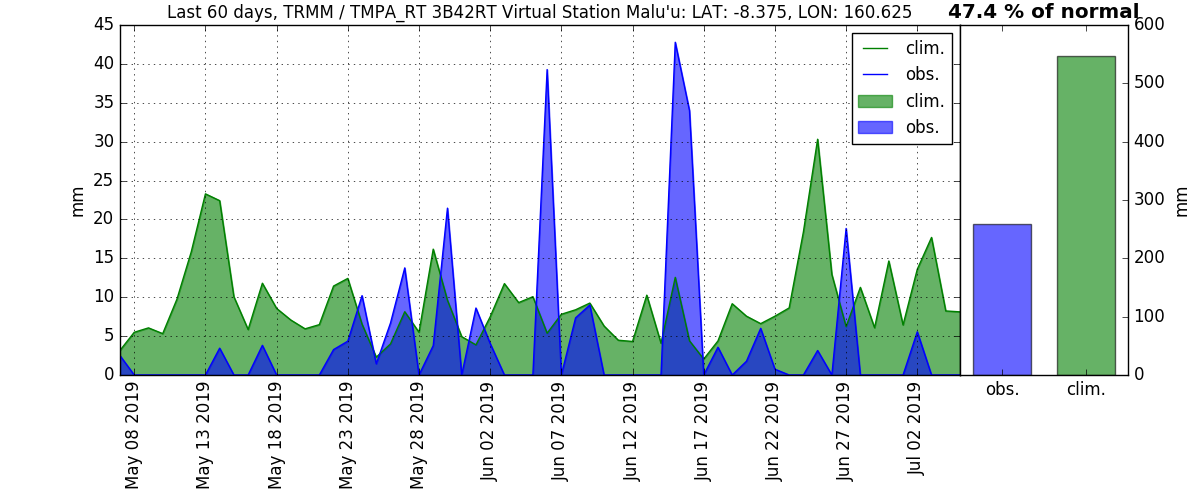 Last 60 days, TRMM / TMPA_RT 3B42RT Virtual Station Malu'u: LAT: -8.375, LON: 160.625
47.4 % of normal
45
40
35
30
25
20
15
10
5
0
mm
clim.
obs.
clim.
obs.
May 08 2019
May 13 2019
May 18 2019
May 23 2019
May 28 2019
Jun 02 2019
Jun 07 2019
Jun 12 2019
Jun 17 2019
Jun 22 2019
Jun 27 2019
Jul 02 2019
600
500
400
300
200
100
0
mm
obs.
clim.